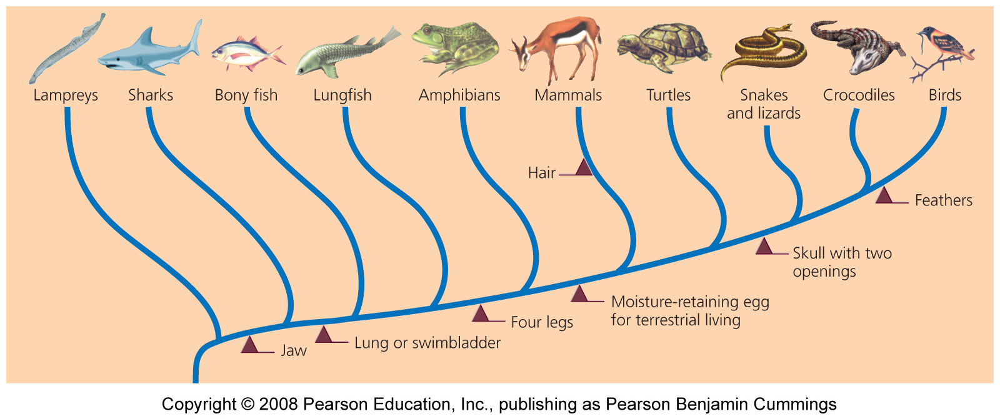 Lampreys
Sharks
Bony fish
Lungfish
Amphibians
Mammals
Turtles
Snakes
and lizards
Crocodiles
Birds
Hair
Feathers
Skull with two
openings
Moisture-retaining egg
for terrestrial living
Four legs
Lung or swimbladder
Jaw
Copyright © 2008 Pearson Education, Inc., publishing as Pearson Benjamin Cummings